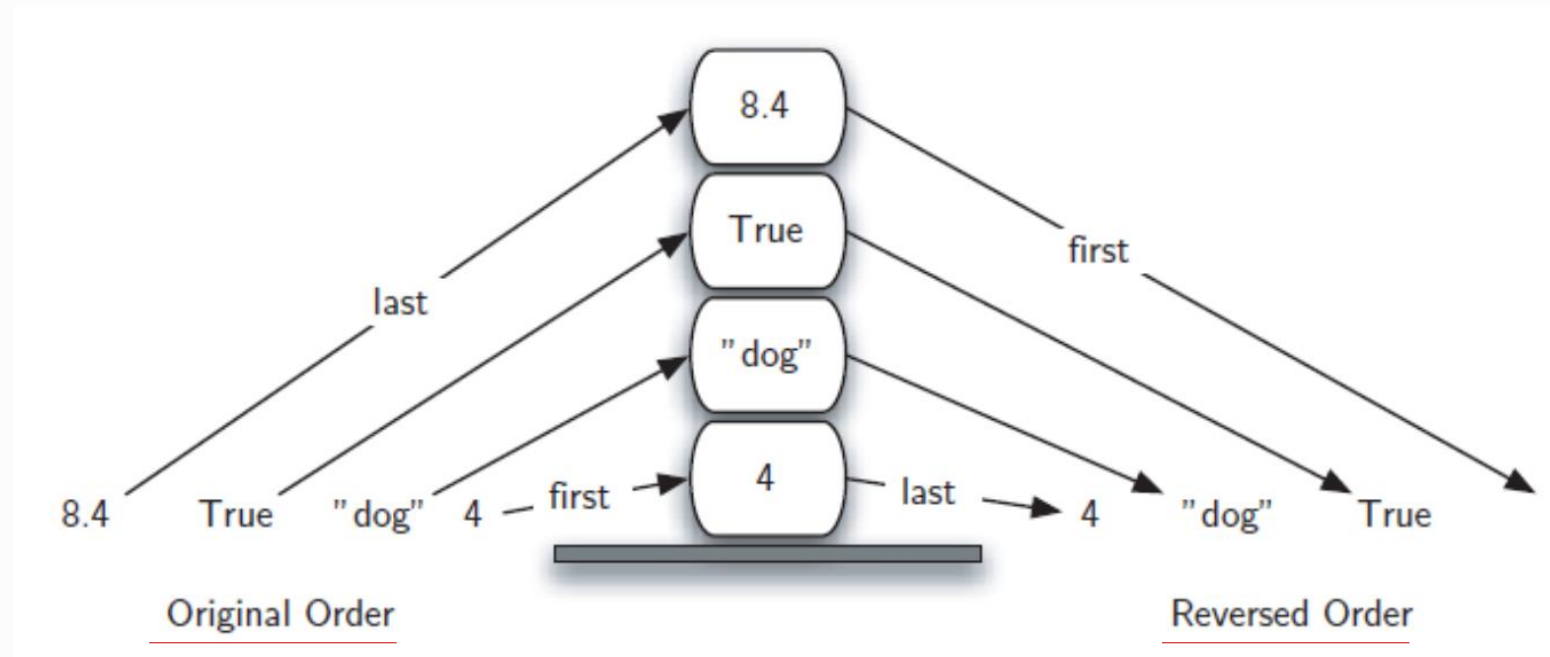 8.4
True
"dog"
4
last
first
8.4 True "dog" 4 first last 4 "dog" True
Original Order Reversed Order